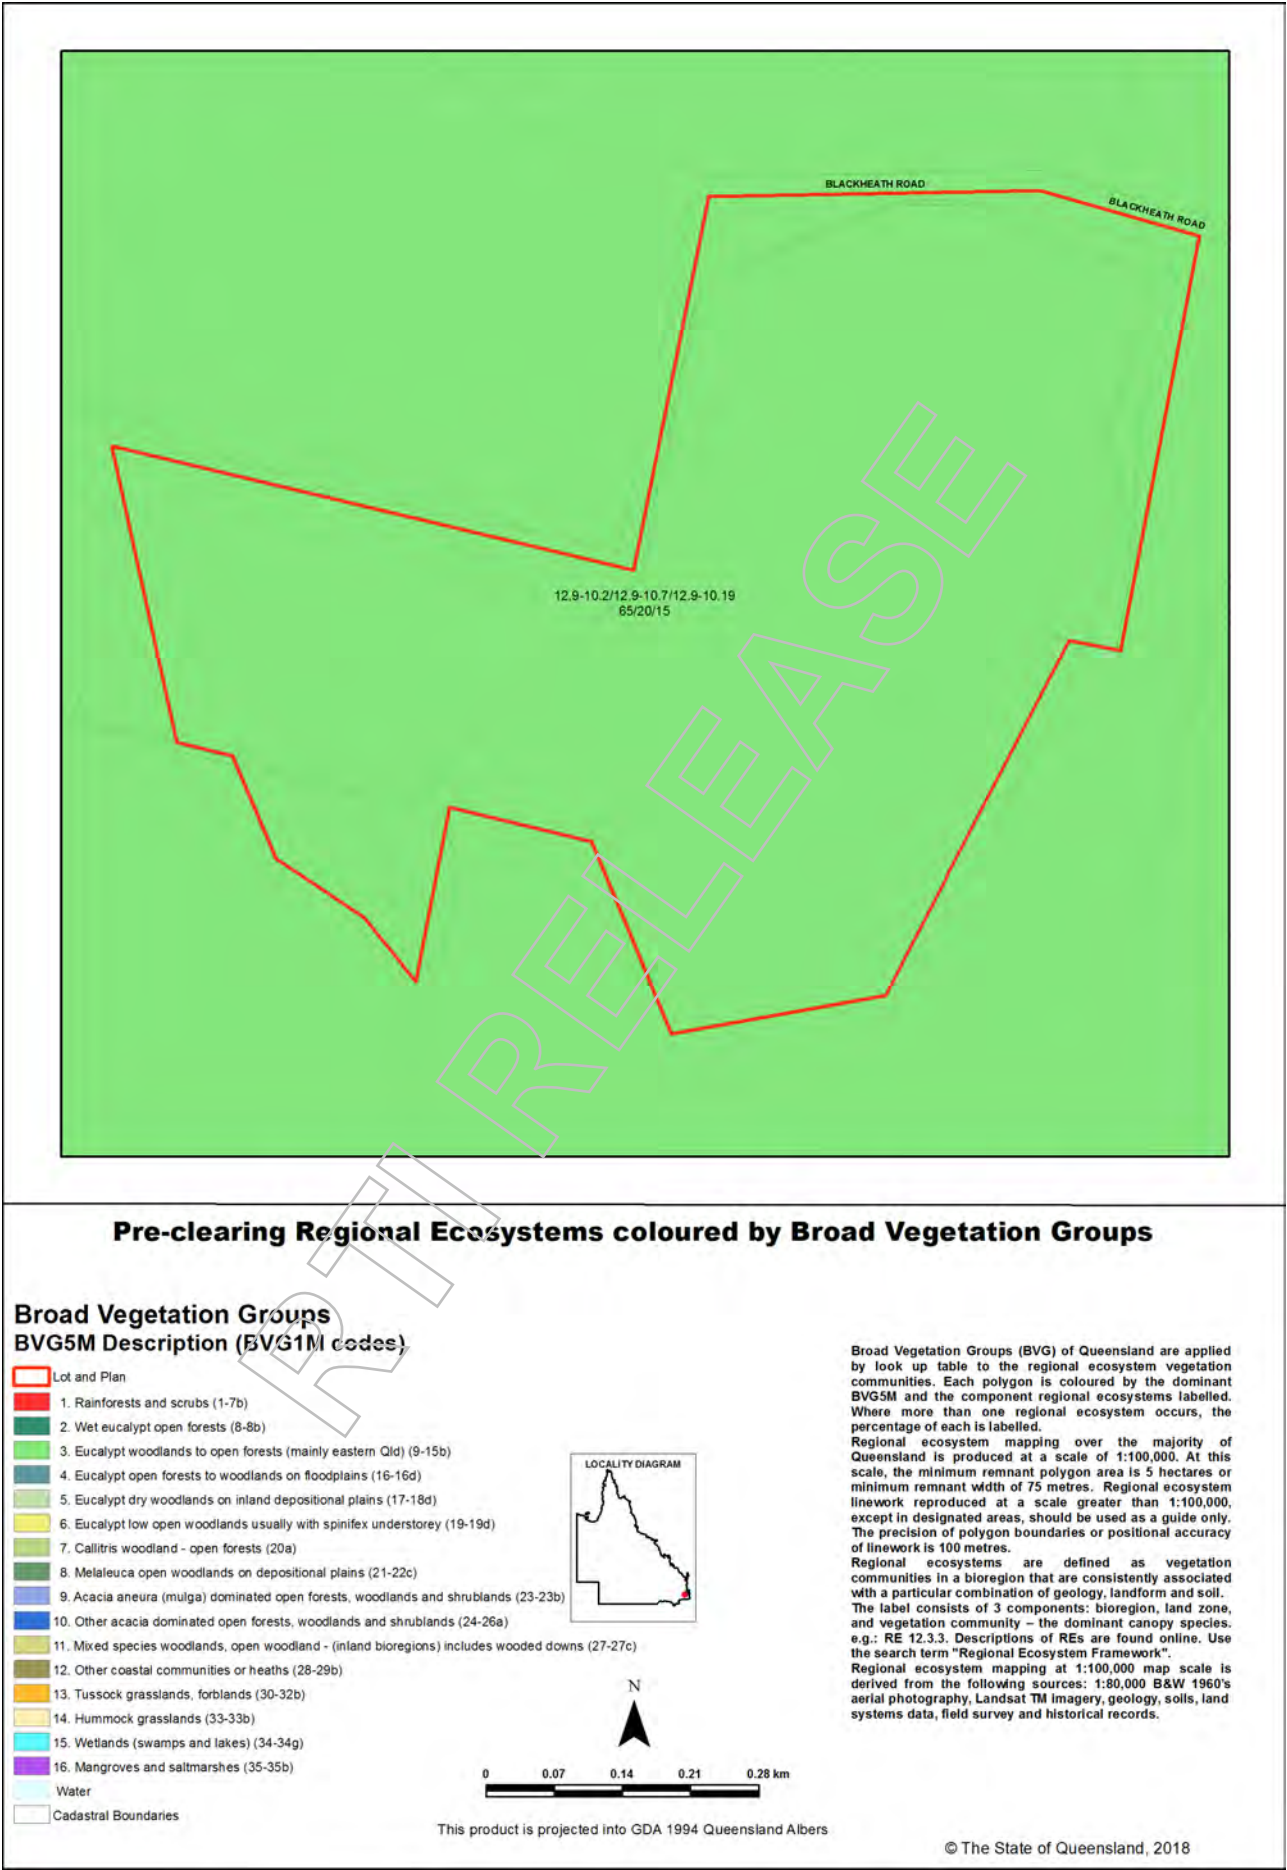 BLACKHEATH ROAD
BLACKHEATH ROAD
12.9-10.2/12.9-10.7/12.9-10.19
65/20/15
RTI RELEASE
Pre-clearing Regional Ecosystems coloured by Broad Vegetation Groups
Broad Vegetation Groups
BVG5M Description (BVG1M codes)
Lot and Plan
1. Rainforests and scrubs (1-7b)
2. Wet eucalypt open forests (8-8b)
3. Eucalypt woodlands to open forests (mainly eastern Qld) (9-15b)
4. Eucalypt open forests to woodlands on floodplains (16-16d)
5. Eucalypt dry woodlands on inland depositional plains (17-18d)
6. Eucalypt low open woodlands usually with spinifex understorey (19-19d)
7. Callitris woodland - open forests (20a)
8. Melaleuca open woodlands on depositional plains (21-22c)
9. Acacia aneura (mulga) dominated open forests, woodlands and shrublands (23-23b)
10. Other acacia dominated open forests, woodlands and shrublands (24-26a)
11. Mixed species woodlands, open woodland - (inland bioregions) includes wooded downs (27-27c)
12. Other coastal communities or heaths (28-29b)
13. Tussock grasslands, forblands (30-32b)
14. Hummock grasslands (33-33b)
15. Wetlands (swamps and lakes) (34-34g)
16. Mangroves and saltmarshes (35-35b)
Water
Cadastral Boundaries
LOCALITY DIAGRAM
N
0 0.07 0.14 0.21 0.28 km
This product is projected into GDA 1994 Queensland Albers
Broad Vegetation Groups (BVG) of Queensland are applied
by look up table to the regional ecosystem vegetation
communities. Each polygon is coloured by the dominant
BVG5M and the component regional ecosystems labelled.
Where more than one regional ecosystem occurs, the
percentage of each is labelled.
Regional ecosystem mapping over the majority of
Queensland is produced at a scale of 1:100,000. At this
scale, the minimum remnant polygon area is 5 hectares or
minimum remnant width of 75 metres. Regional ecosystem
linework reproduced at a scale greater than 1:100,000,
except in designated areas, should be used as a guide only.
The precision of polygon boundaries or positional accuracy
of linework is 100 metres.
Regional ecosystems are defined as vegetation
communities in a bioregion that are consistently associated
with a particular combination of geology, landform and soil.
The label consists of 3 components: bioregion, land zone,
and vegetation community – the dominant canopy species.
e.g.: RE 12.3.3. Descriptions of REs are found online. Use
the search term "Regional Ecosystem Framework".
Regional ecosystem mapping at 1:100,000 map scale is
derived from the following sources: 1:80,000 B&W 1960's
aerial photography, Landsat TM imagery, geology, soils, land
systems data, field survey and historical records.
© The State of Queensland, 2018